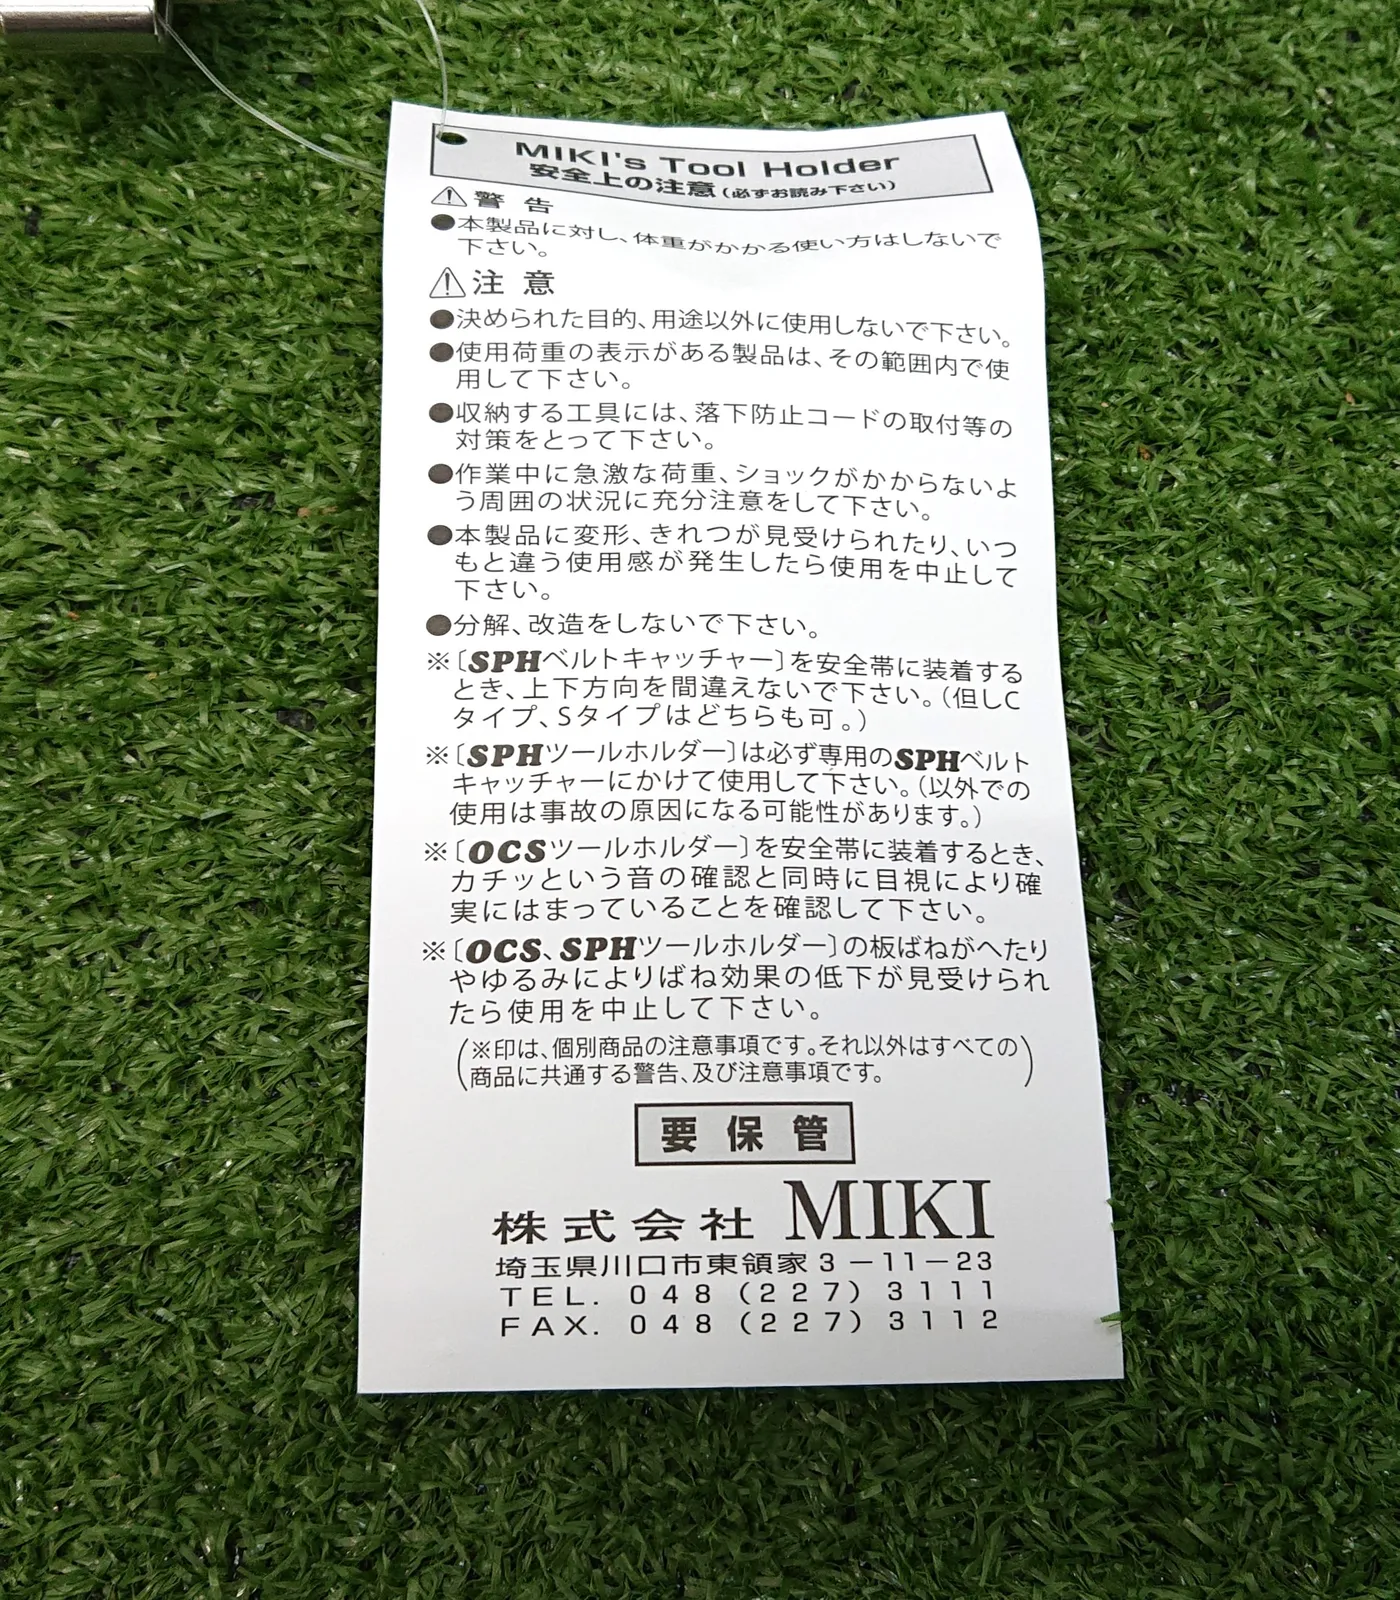 MIKI's Tool Holder
安全上の注意(必ずお読み下さい)
警告
●本製品に対し、体重がかかる使い方はしないで
下さい。
注意
●決められた目的、用途以外に使用しないで下さい。
●使用荷重の表示がある製品は、その範囲内で使
用して下さい。
●収納する工具には、落下防止コードの取付等の
対策をとって下さい。
●作業中に急激な荷重、ショックがかからないよ
う周囲の状況に充分注意をして下さい。
●本製品に変形、きれつが見受けられたり、いつ
もと違う使用感が発生したら使用を中止して
下さい。
●分解、改造をしないで下さい。
※〔SPHベルトキャッチャー〕を安全帯に装着する
とき、上下方向を間違えないで下さい。(但しC
タイプ、Sタイプはどちらも可。)
※〔SPHツールホルダー〕は必ず専用のSPHベルト
キャッチャーにかけて使用して下さい。(以外での
使用は事故の原因になる可能性があります。)
※〔OCSツールホルダー〕を安全帯に装着するとき、
カチッという音の確認と同時に目視により確
実にはまっていることを確認して下さい。
※〔OCS、SPHツールホルダー〕の板ばねがへたり
やゆるみによりばね効果の低下が見受けられ
たら使用を中止して下さい。
(※印は、個別商品の注意事項です。それ以外はすべての
商品に共通する警告、及び注意事項です。)
要保管
株式会社 MIKI
埼玉県川口市東領家3-11-23
TEL. 048(227)3111
FAX. 048(227)3112